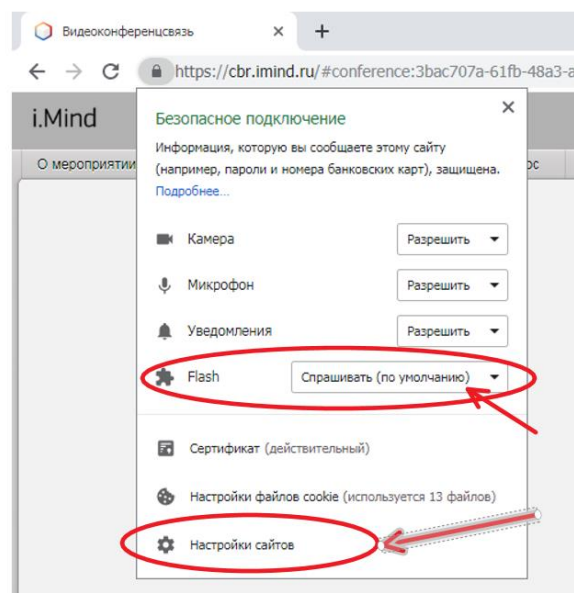 Видеоконференцсвязь
https://cbr.imind.ru/#conference:3bac707a-61fb-48a3-a
i.Mind
Безопасное подключение
Информация, которую вы сообщаете этому сайту
(например, пароли и номера банковских карт), защищена.
Подробнее...
О мероприятии
ос
Камера Разрешить
Микрофон Разрешить
Уведомления Разрешить
Flash Спрашивать (по умолчанию)
Сертификат (действительный)
Настройки файлов cookie (используется 13 файлов)
Настройки сайтов